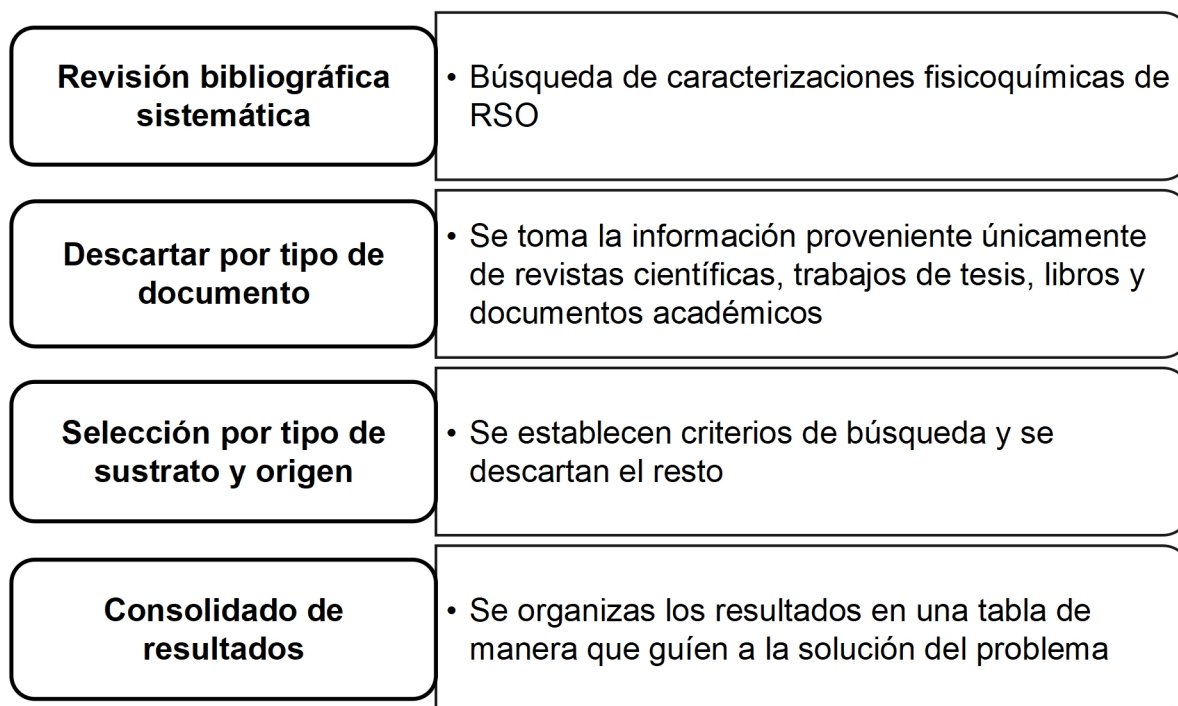 Revisión bibliográfica
sistemática
• Búsqueda de caracterizaciones fisicoquímicas de
RSO
Descartar por tipo de
documento
• Se toma la información proveniente únicamente
de revistas científicas, trabajos de tesis, libros y
documentos académicos
Selección por tipo de
sustrato y origen
• Se establecen criterios de búsqueda y se
descartan el resto
Consolidado de
resultados
• Se organizas los resultados en una tabla de
manera que guíen a la solución del problema